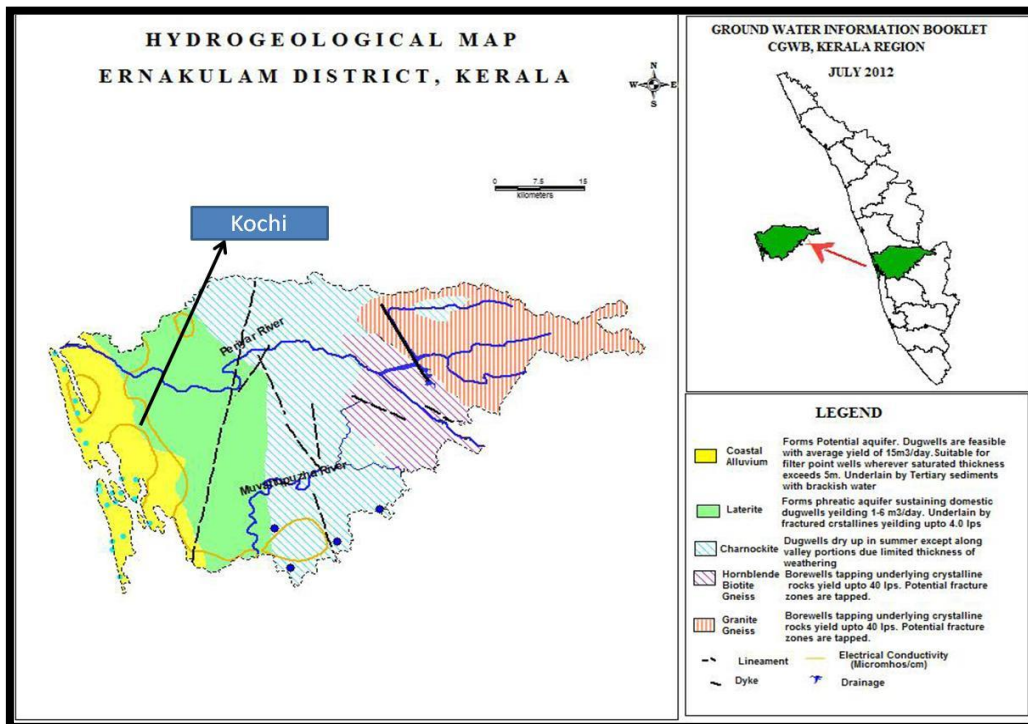 HYDROGEOLOGICAL MAP
ERNAKULAM DISTRICT, KERALA
N
W E
S
0 7.5 15
kilometers
Kochi
Periyar River
Muvattupuzha River
GROUND WATER INFORMATION BOOKLET
CGWB, KERALA REGION
JULY 2012
LEGEND
Coastal
Alluvium
Forms Potential aquifer. Dugwells are feasible
with average yield of 15m3/day. Suitable for
filter point wells wherever saturated thickness
exceeds 5m. Underlain by Tertiary sediments
with brackish water
Laterite
Forms phreatic aquifer sustaining domestic
dugwells yeilding 1-6 m3/day. Underlain by
fractured crstallines yeilding upto 4.0 lps
Charnockite
Dugwells dry up in summer except along
valley portions due limited thickness of
weathering
Hornblende
Biotite
Gneiss
Borewells tapping underlying crystalline
rocks yield upto 40 lps. Potential fracture
zones are tapped.
Granite
Gneiss
Borewells tapping underlying crystalline
rocks yield upto 40 lps. Potential fracture
zones are tapped.
Lineament
Electrical Conductivity
(Micromhos/cm)
Dyke
Drainage